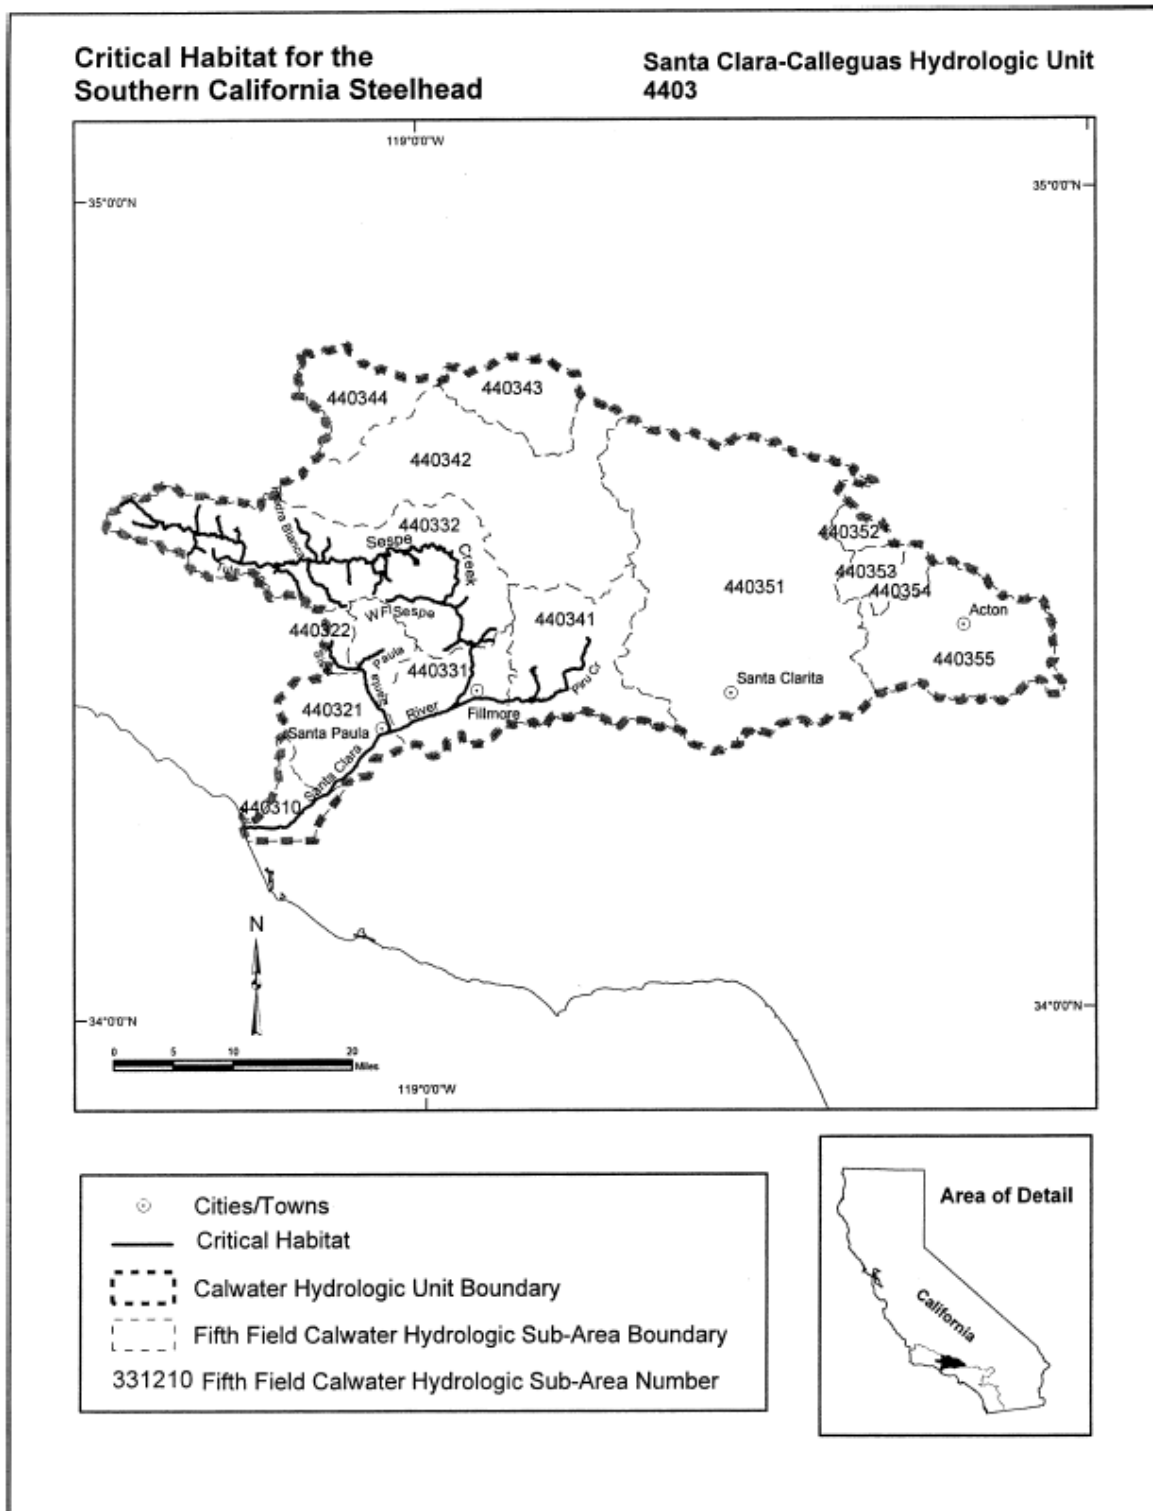 Critical Habitat for the
Southern California Steelhead
Santa Clara-Calleguas Hydrologic Unit
4403
119°0'0"W
35°0'0"N
35°0'0"N
440344
440343
440342
440332
Piedra Blanca
Sespe
Creek
440352
440353
440354
440351
Acton
440355
W Fl Sespe
440322
440341
Paula
440331
Santa
Piru Cr
Santa Clarita
440321
River
Fillmore
Santa Paula
Santa Clara
440310
N
34°0'0"N
34°0'0"N
0 5 10 20
Miles
119°0'0"W
Cities/Towns
Critical Habitat
Calwater Hydrologic Unit Boundary
Fifth Field Calwater Hydrologic Sub-Area Boundary
331210 Fifth Field Calwater Hydrologic Sub-Area Number
Area of Detail
California